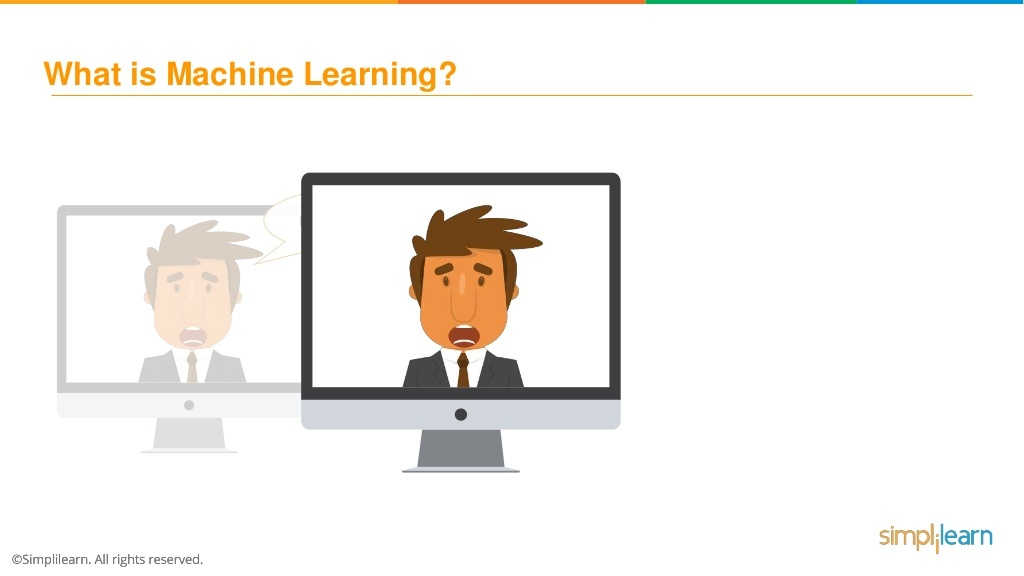 What is Machine Learning?
simplilearn
©Simplilearn. All rights reserved.